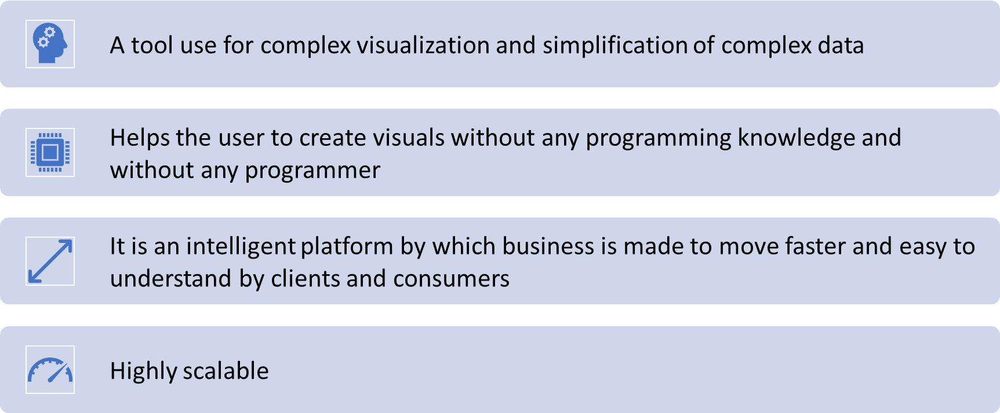 A tool use for complex visualization and simplification of complex data
Helps the user to create visuals without any programming knowledge and
without any programmer
It is an intelligent platform by which business is made to move faster and easy to
understand by clients and consumers
Highly scalable